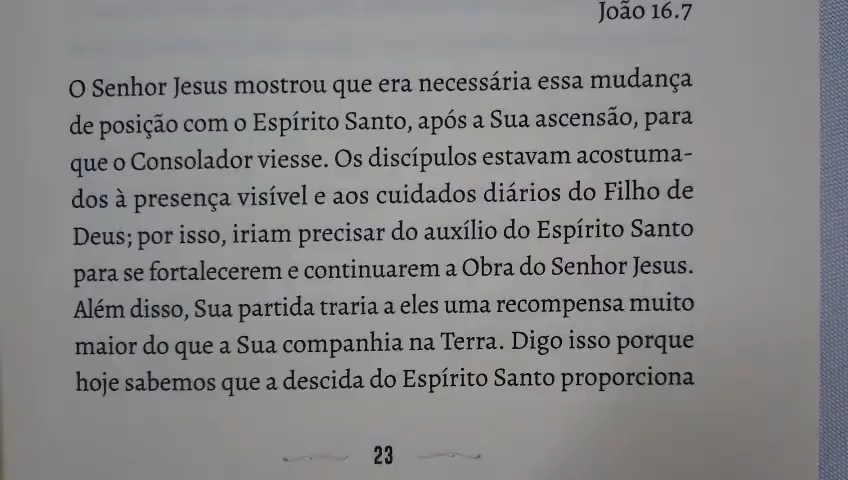 João 16.7
O Senhor Jesus mostrou que era necessária essa mudança
de posição com o Espírito Santo, após a Sua ascensão, para
que o Consolador viesse. Os discípulos estavam acostuma-
dos à presença visível e aos cuidados diários do Filho de
Deus; por isso, iriam precisar do auxílio do Espírito Santo
para se fortalecerem e continuarem a Obra do Senhor Jesus.
Além disso, Sua partida traria a eles uma recompensa muito
maior do que a Sua companhia na Terra. Digo isso porque
hoje sabemos que a descida do Espírito Santo proporciona
23